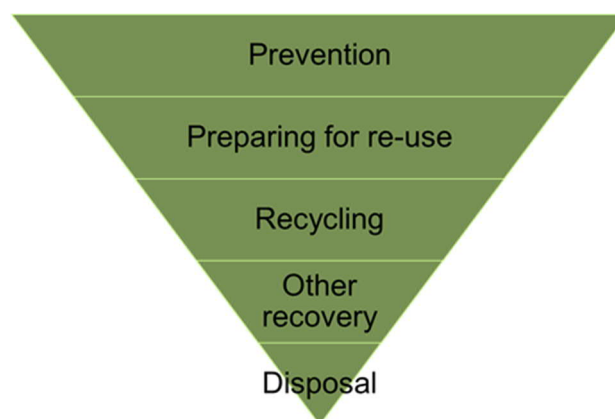 Prevention
Preparing for re-use
Recycling
Other
recovery
Disposal